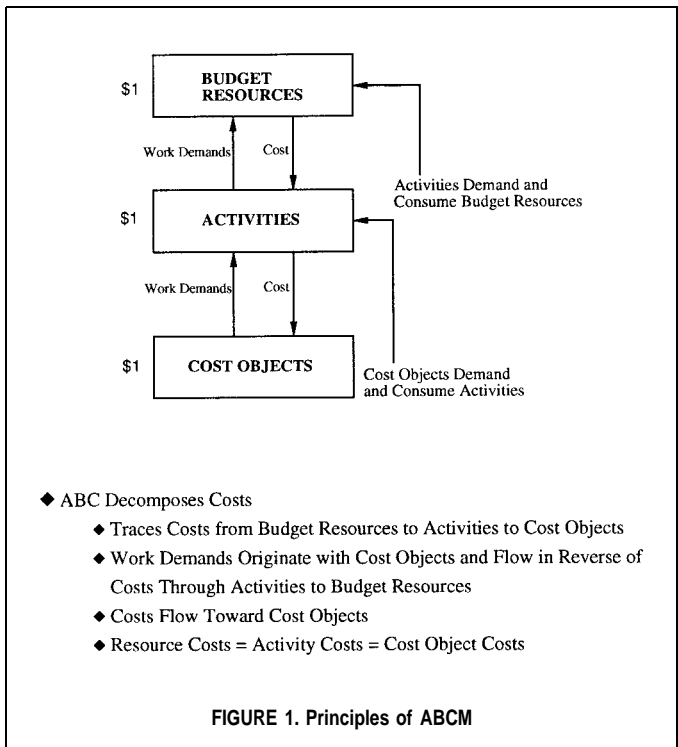 $1
BUDGET
RESOURCES
Work Demands
Cost
Activities Demand and
Consume Budget Resources
$1
ACTIVITIES
Work Demands
Cost
$1
COST OBJECTS
Cost Objects Demand
and Consume Activities
◆ ABC Decomposes Costs
◆ Traces Costs from Budget Resources to Activities to Cost Objects
◆ Work Demands Originate with Cost Objects and Flow in Reverse of
Costs Through Activities to Budget Resources
◆ Costs Flow Toward Cost Objects
◆ Resource Costs = Activity Costs = Cost Object Costs
FIGURE 1. Principles of ABCM